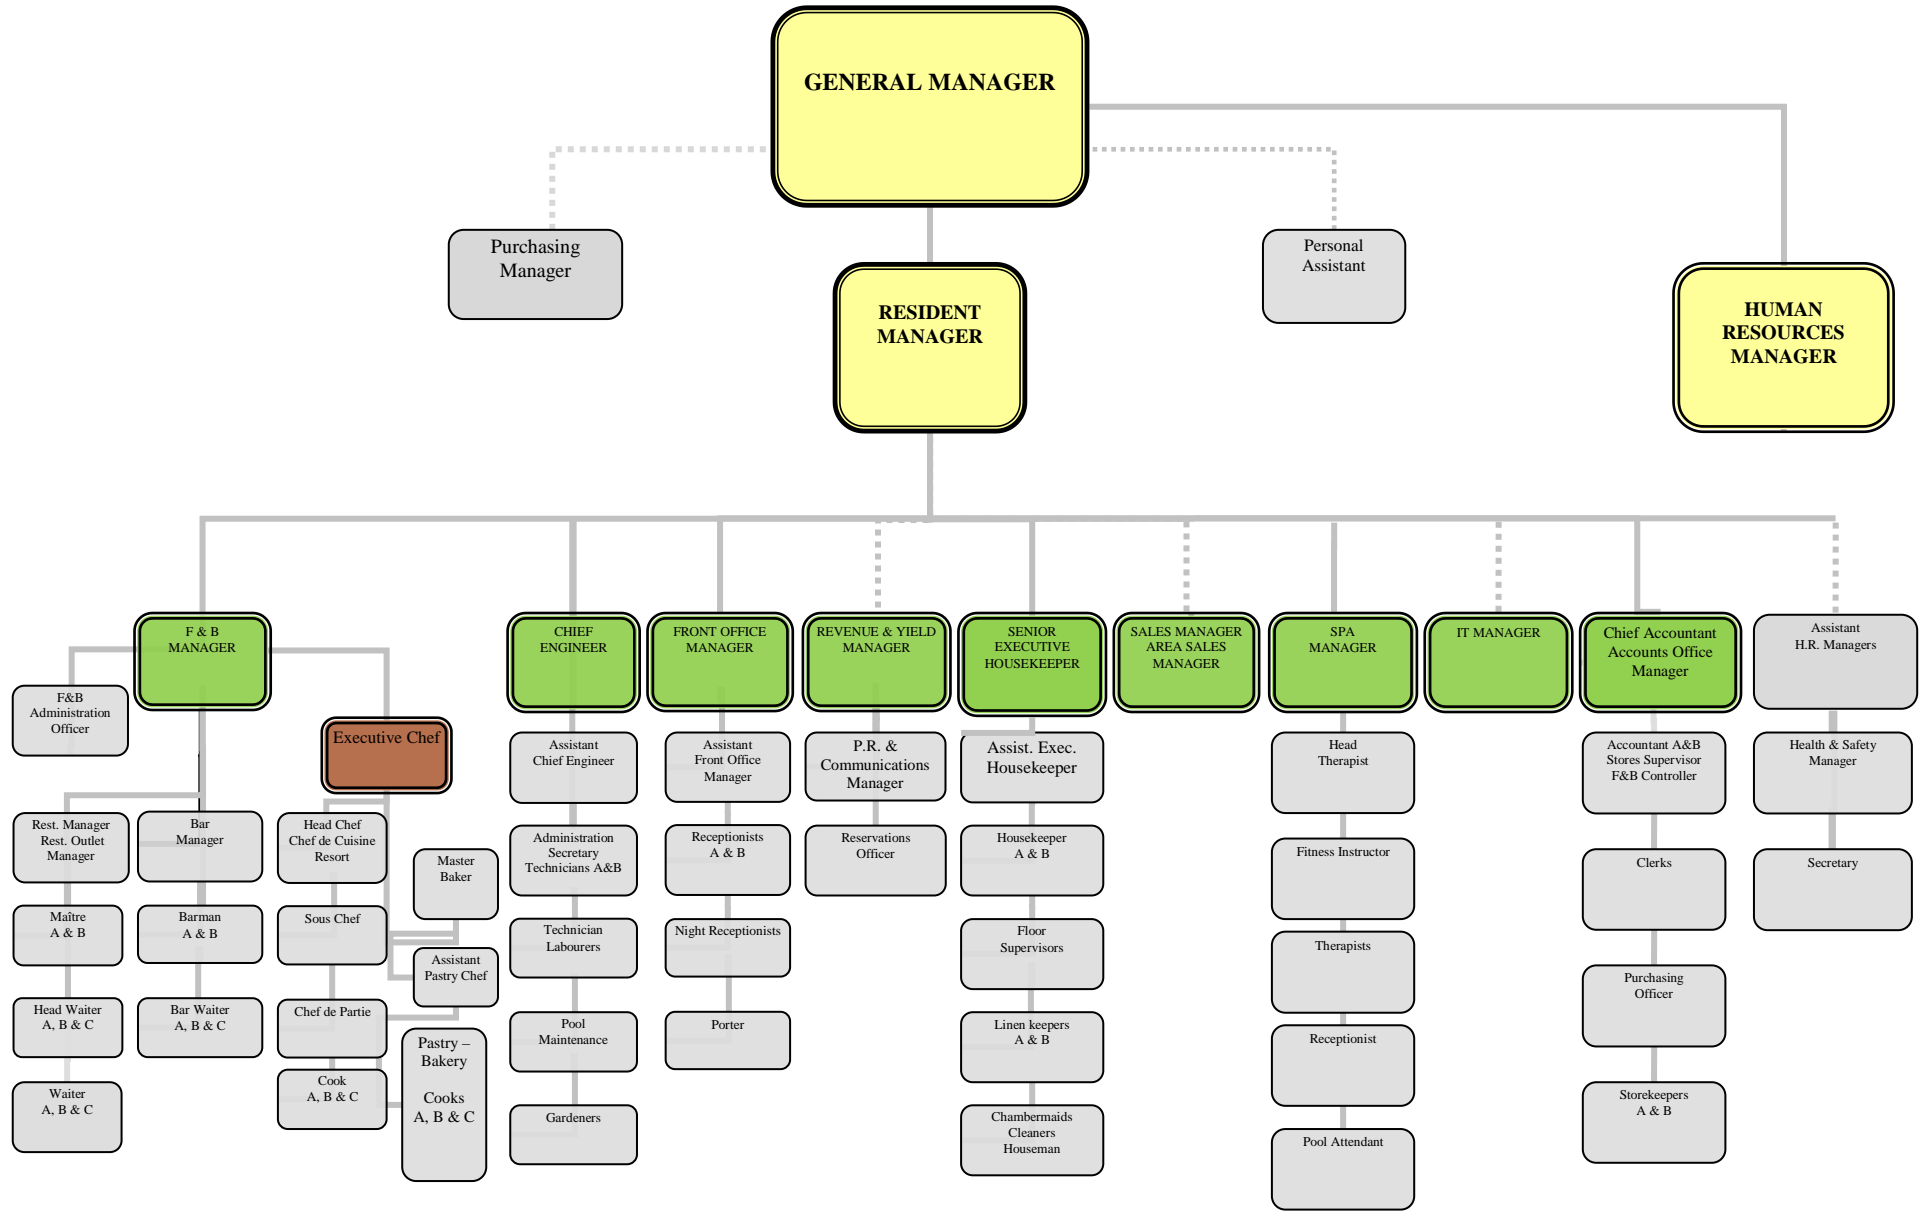 GENERAL MANAGER
Purchasing
Manager
Personal
Assistant
RESIDENT
MANAGER
HUMAN
RESOURCES
MANAGER
F & B
MANAGER
CHIEF
ENGINEER
FRONT OFFICE
MANAGER
REVENUE & YIELD
MANAGER
SENIOR
EXECUTIVE
HOUSEKEEPER
SALES MANAGER
AREA SALES
MANAGER
SPA
MANAGER
IT MANAGER
Chief Accountant
Accounts Office
Manager
Assistant
H.R. Managers
F&B
Administration
Officer
Executive Chef
Assistant
Chief Engineer
Assistant
Front Office
Manager
P.R. &
Communications
Manager
Assist. Exec.
Housekeeper
Head
Therapist
Accountant A&B
Stores Supervisor
F&B Controller
Health & Safety
Manager
Rest. Manager
Rest. Outlet
Manager
Bar
Manager
Head Chef
Chef de Cuisine
Resort
Master
Baker
Administration
Secretary
Technicians A&B
Receptionists
A & B
Reservations
Officer
Housekeeper
A & B
Fitness Instructor
Clerks
Secretary
Maître
A & B
Barman
A & B
Sous Chef
Assistant
Pastry Chef
Technician
Labourers
Night Receptionists
Floor
Supervisors
Therapists
Purchasing
Officer
Head Waiter
A, B & C
Bar Waiter
A, B & C
Chef de Partie
Pastry –
Bakery
Cooks
A, B & C
Pool
Maintenance
Porter
Linen keepers
A & B
Receptionist
Storekeepers
A & B
Waiter
A, B & C
Cook
A, B & C
Gardeners
Chambermaids
Cleaners
Houseman
Pool Attendant